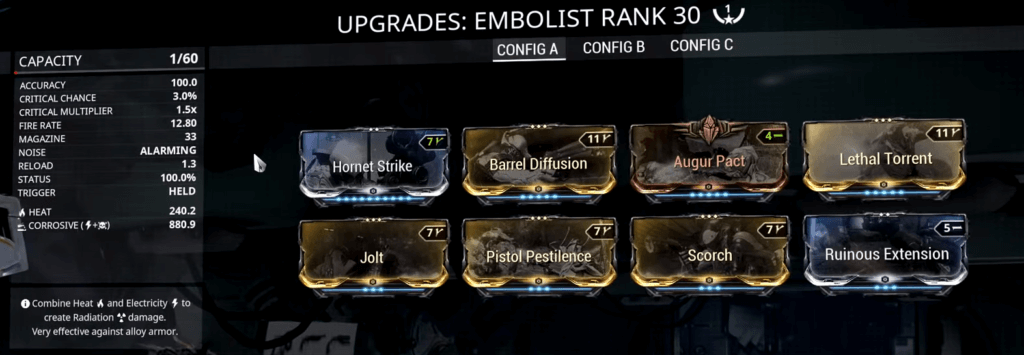 UPGRADES: EMBOLIST RANK 30 1
CONFIG A CONFIG B CONFIG C
CAPACITY 1/60
ACCURACY 100.0
CRITICAL CHANCE 3.0%
CRITICAL MULTIPLIER 1.5x
FIRE RATE 12.80
MAGAZINE 33
NOISE ALARMING
RELOAD 1.3
STATUS 100.0%
TRIGGER HELD
HEAT 240.2
CORROSIVE ( + ) 880.9
Combine Heat and Electricity to
create Radiation damage.
Very effective against alloy armor.
7 11 4 11
Hornet Strike Barrel Diffusion Augur Pact Lethal Torrent
7 7 7 5
Jolt Pistol Pestilence Scorch Ruinous Extension